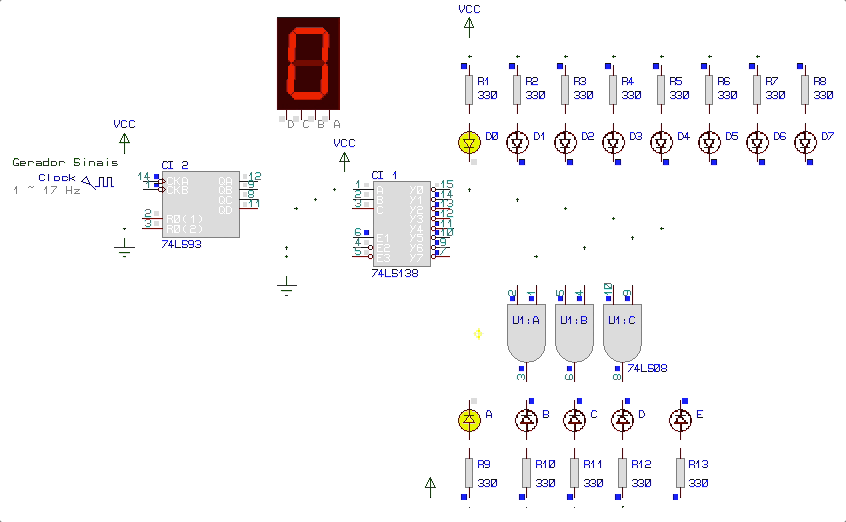 VCC
R1 R2 R3 R4 R5 R6 R7 R8
330 330 330 330 330 330 330 330
D C B A
VCC
VCC
D0 D1 D2 D3 D4 D5 D6 D7
Gerador Sinais
Clock
1 ~ 17 Hz
CI 2
14 CKA QA 12
1 CKB QB 9
QC 8
QD 11
2 R0(1)
3 R0(2)
74LS93
CI 1
1 A Y0 15
2 B Y1 14
3 C Y2 13
Y3 12
Y4 11
6 E1 Y5 10
4 E2 Y6 9
5 E3 Y7 7
74LS138
2 1 5 4 10 9
U1:A U1:B U1:C
74LS08
3 6 8
A B C D E
R9 R10 R11 R12 R13
330 330 330 330 330